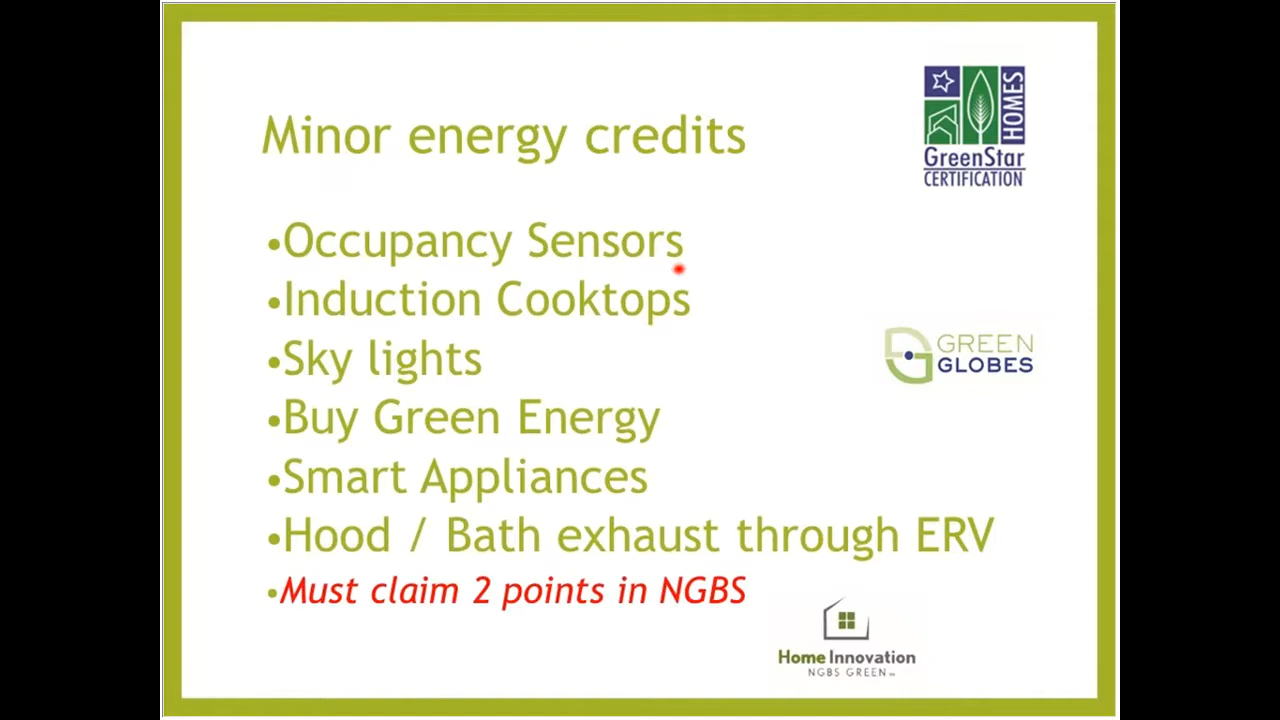 Minor energy credits
HOMES
GreenStar
CERTIFICATION
•Occupancy Sensors
•Induction Cooktops
•Sky lights
GREEN
GLOBES
•Buy Green Energy
•Smart Appliances
•Hood / Bath exhaust through ERV
•Must claim 2 points in NGBS
Home Innovation
NGBS GREEN